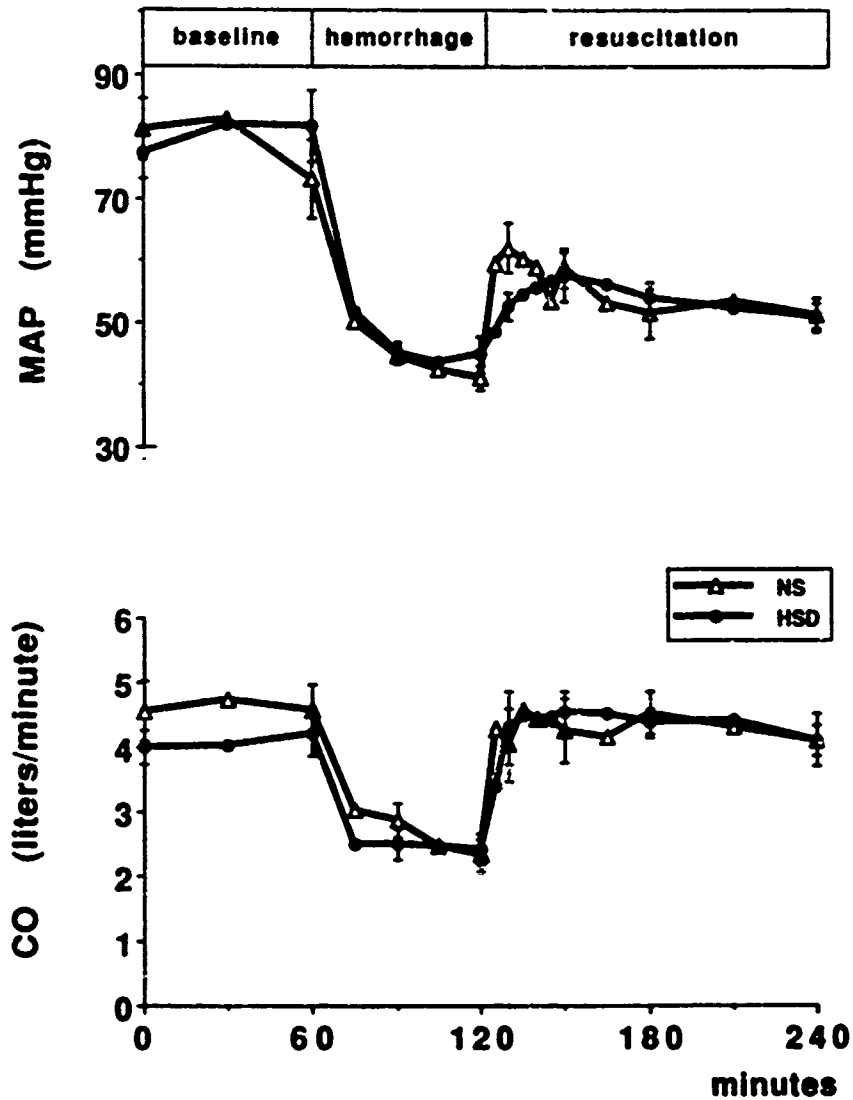 baseline hemorrhage resuscitation
90
70
50
30
MAP (mmHg)
NS
HSD
6
5
4
3
2
1
0
CO (liters/minute)
0 60 120 180 240
minutes